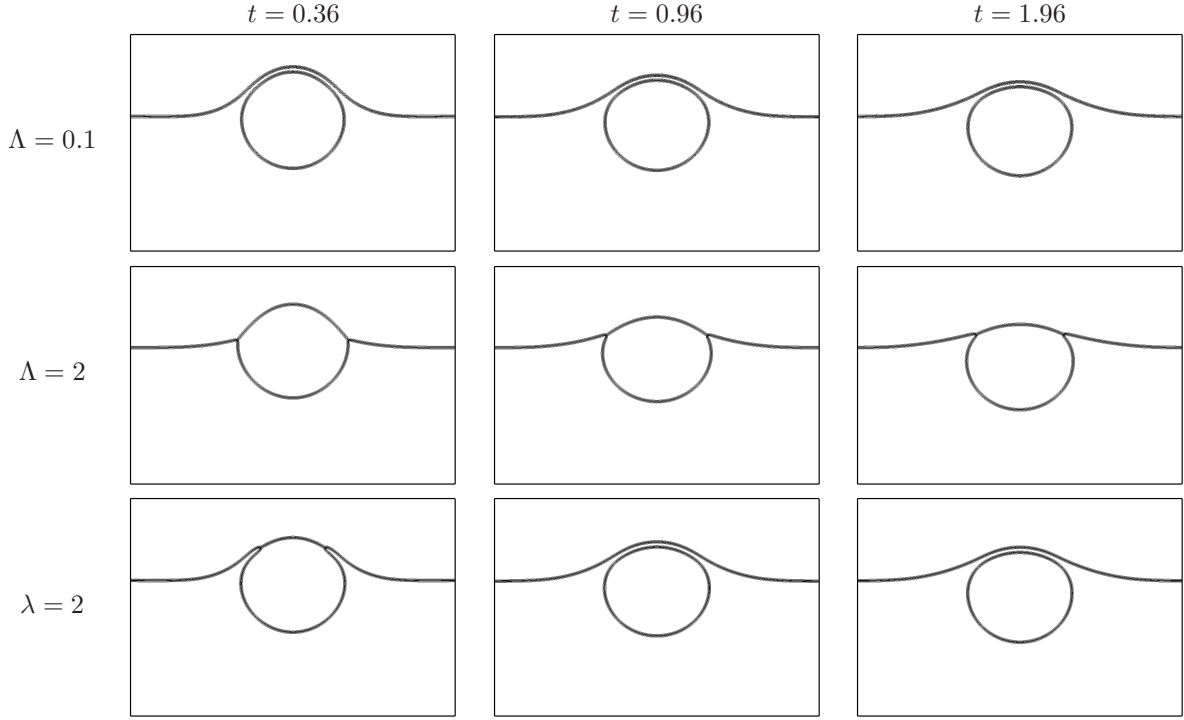 t = 0.36
t = 0.96
t = 1.96
Λ = 0.1
Λ = 2
λ = 2